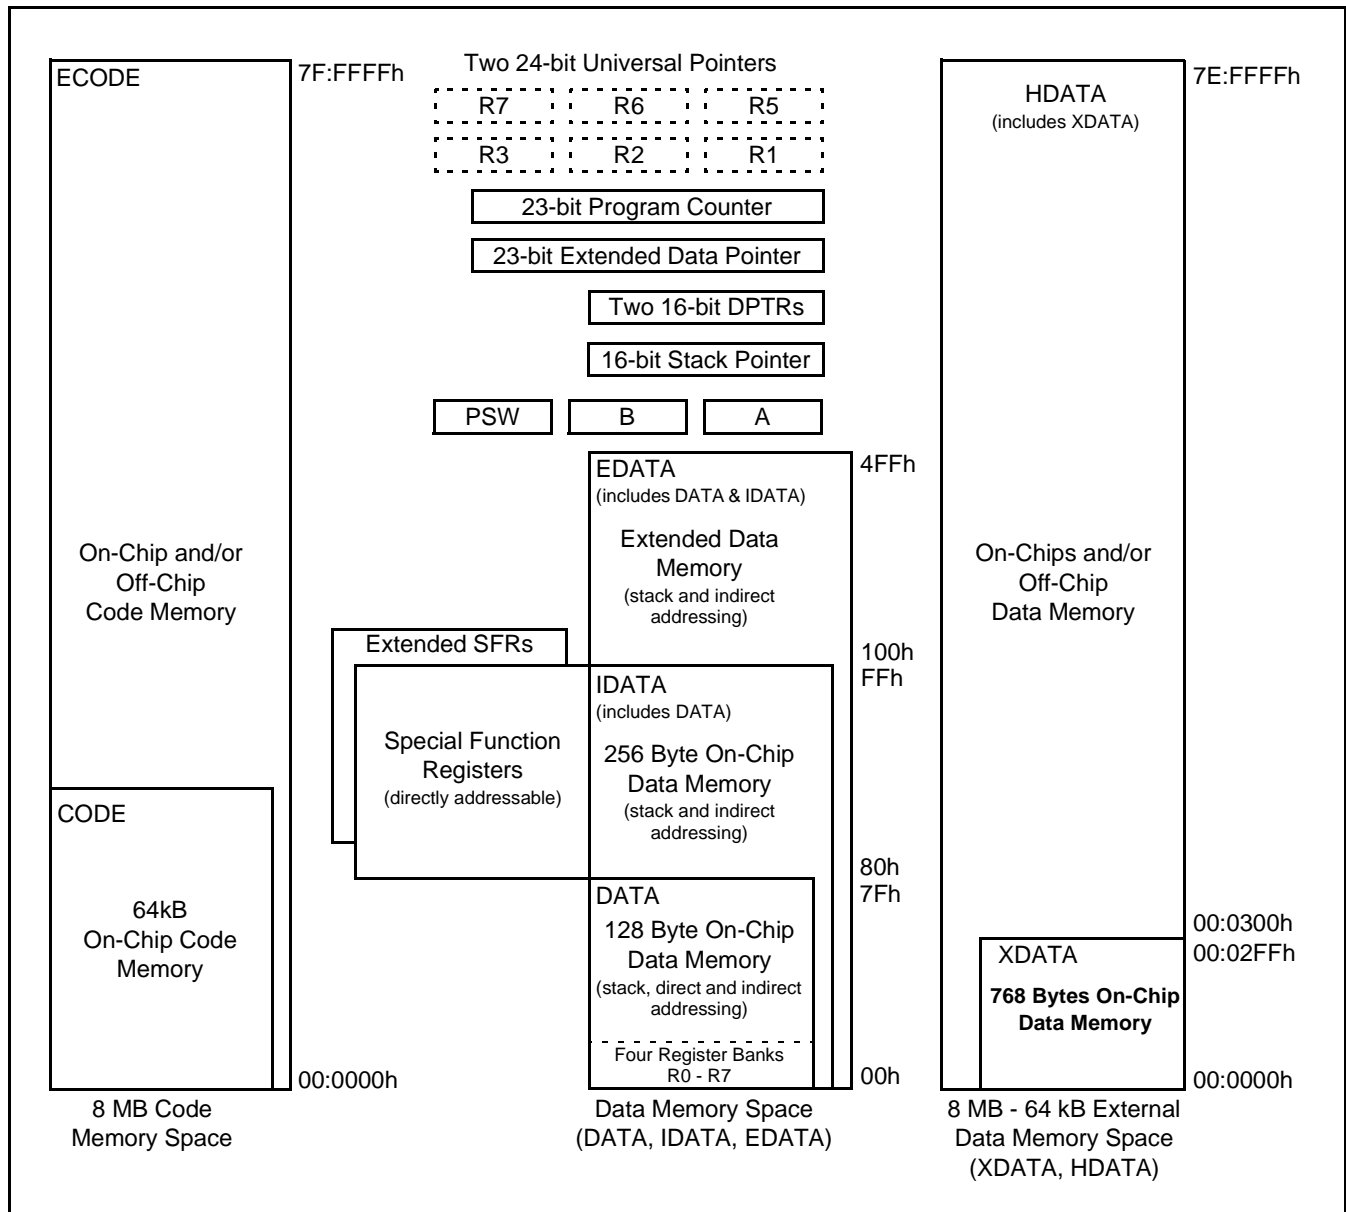 ECODE
7F:FFFFh
On-Chip and/or
Off-Chip
Code Memory
CODE
64kB
On-Chip Code
Memory
00:0000h
8 MB Code
Memory Space
Two 24-bit Universal Pointers
R7 R6 R5
R3 R2 R1
23-bit Program Counter
23-bit Extended Data Pointer
Two 16-bit DPTRs
16-bit Stack Pointer
PSW B A
EDATA
(includes DATA & IDATA)
4FFh
Extended Data
Memory
(stack and indirect
addressing)
100h
FFh
Extended SFRs
Special Function
Registers
(directly addressable)
IDATA
(includes DATA)
256 Byte On-Chip
Data Memory
(stack and indirect
addressing)
80h
7Fh
DATA
128 Byte On-Chip
Data Memory
(stack, direct and indirect
addressing)
Four Register Banks
R0 - R7
00h
Data Memory Space
(DATA, IDATA, EDATA)
HDATA
(includes XDATA)
7E:FFFFh
On-Chips and/or
Off-Chip
Data Memory
00:0300h
00:02FFh
XDATA
768 Bytes On-Chip
Data Memory
00:0000h
8 MB - 64 kB External
Data Memory Space
(XDATA, HDATA)